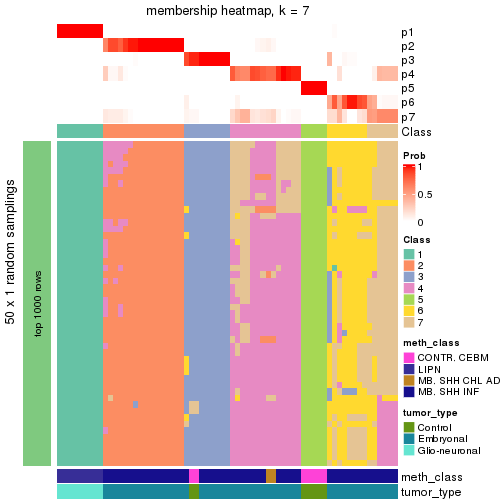 membership heatmap, k = 7
p1
p2
p3
p4
p5
p6
p7
Class
50 x 1 random samplings
top 1000 rows
Prob
1
0.5
0
Class
1
2
3
4
5
6
7
meth_class
CONTR. CEBM
LIPN
MB. SHH CHL AD
MB. SHH INF
tumor_type
Control
Embryonal
Glio-neuronal
meth_class
tumor_type